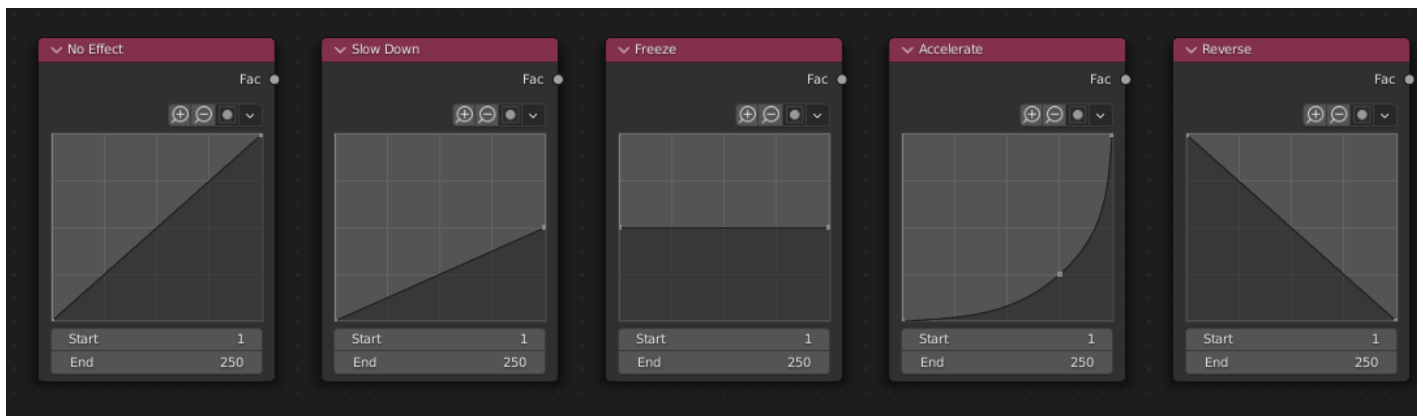 No Effect
Slow Down
Freeze
Accelerate
Reverse
Fac
Fac
Fac
Fac
Fac
Start 1
End 250
Start 1
End 250
Start 1
End 250
Start 1
End 250
Start 1
End 250